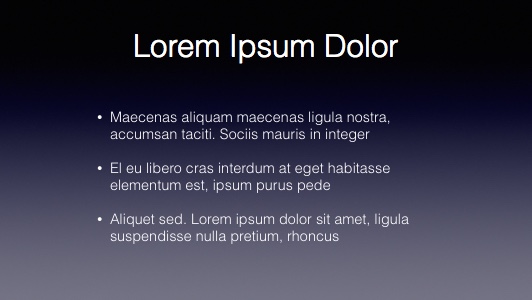 Lorem Ipsum Dolor
• Maecenas aliquam maecenas ligula nostra,
accumsan taciti. Sociis mauris in integer
• El eu libero cras interdum at eget habitasse
elementum est, ipsum purus pede
• Aliquet sed. Lorem ipsum dolor sit amet, ligula
suspendisse nulla pretium, rhoncus